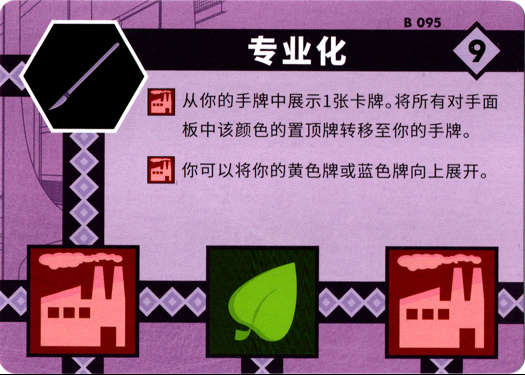 B 095
专业化
9
从你的手牌中展示1张卡牌。将所有对手面
板中该颜色的置顶牌转移至你的手牌。
你可以将你的黄色牌或蓝色牌向上展开。